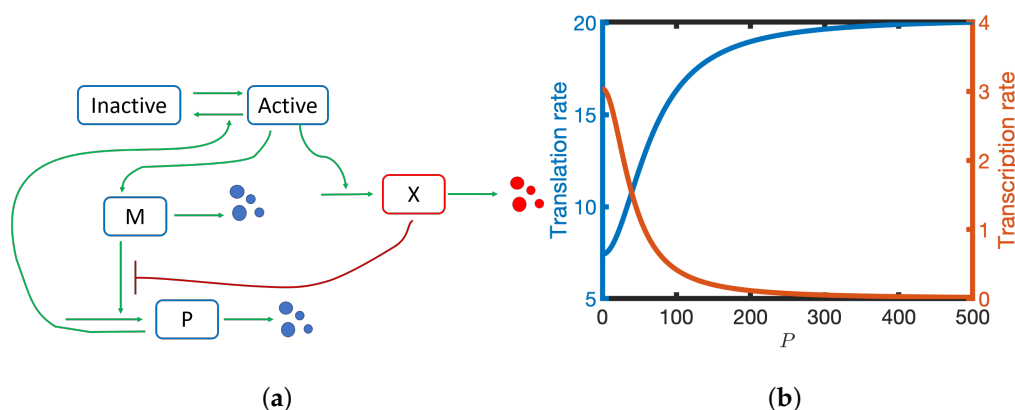 Inactive
Active
M
X
P
(a)
Translation rate
20
15
10
5
0
100
200
300
400
500
P
4
3
2
1
0
Transcription rate
(b)